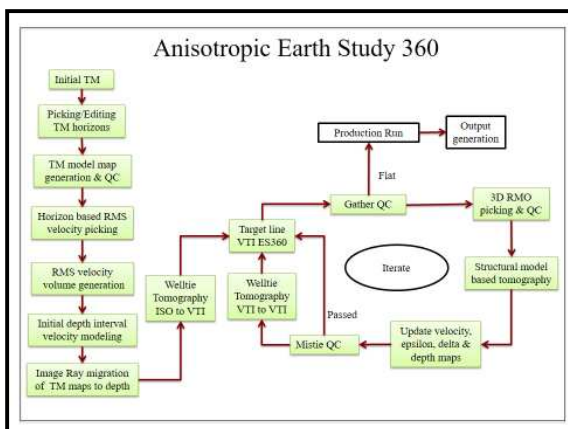 Anisotropic Earth Study 360
Initial TM
Picking/Editing
TM horizons
TM model map
generation & QC
Horizon based RMS
velocity picking
RMS velocity
volume generation
Initial depth interval
velocity modeling
Image Ray migration
of TM maps to depth
Welltie
Tomography
ISO to VTI
Target line
VTI ES360
Welltie
Tomography
VTI to VTI
Passed
Mistie QC
Gather QC
Flat
Production Run
Output
generation
3D RMO
picking & QC
Structural model
based tomography
Update velocity,
epsilon, delta &
depth maps
Iterate